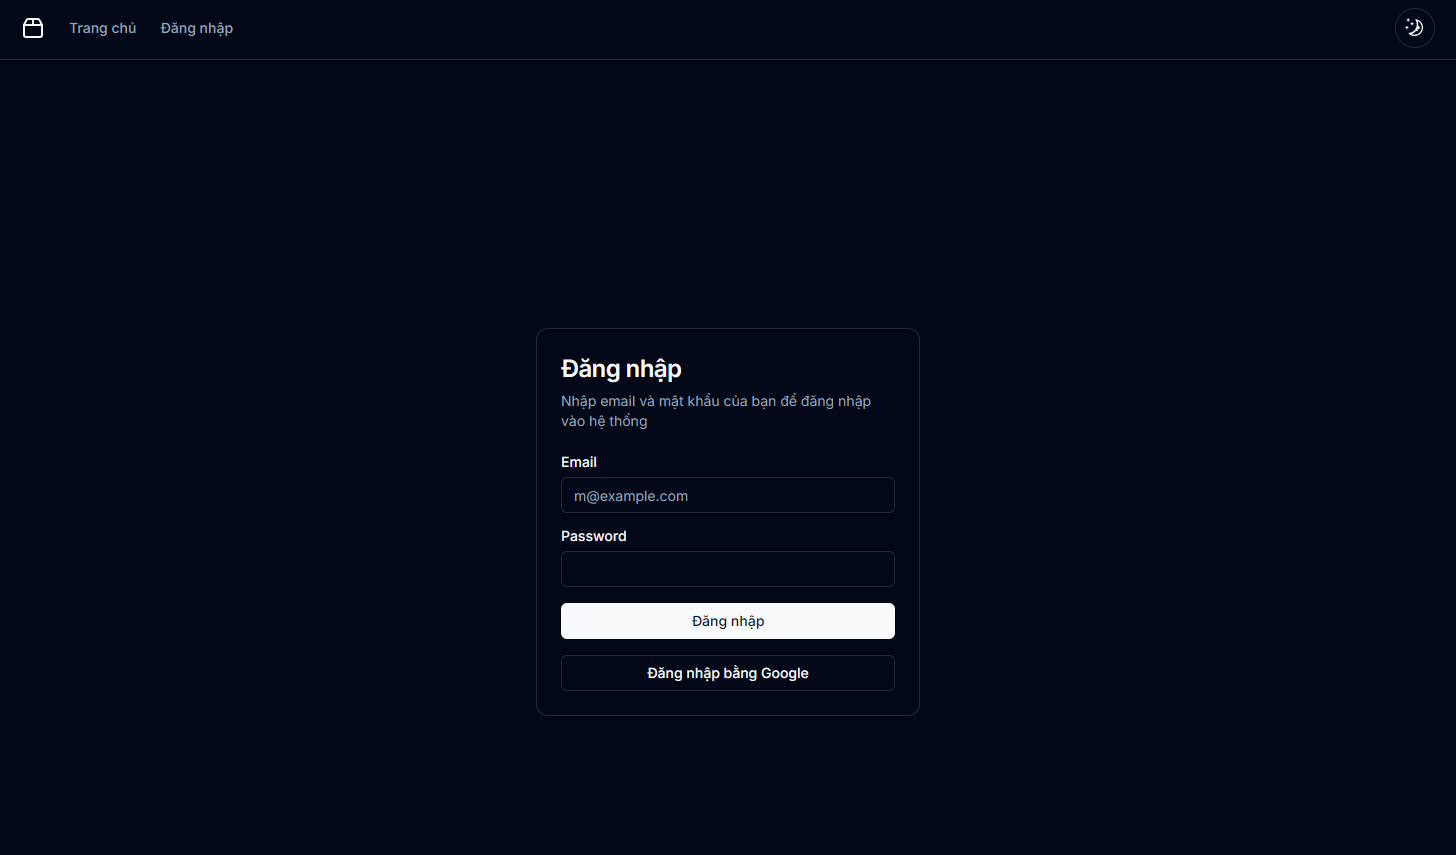 Trang chủ
Đăng nhập
Đăng nhập
Nhập email và mật khẩu của bạn để đăng nhập
vào hệ thống
Email
m@example.com
Password
Đăng nhập
Đăng nhập bằng Google